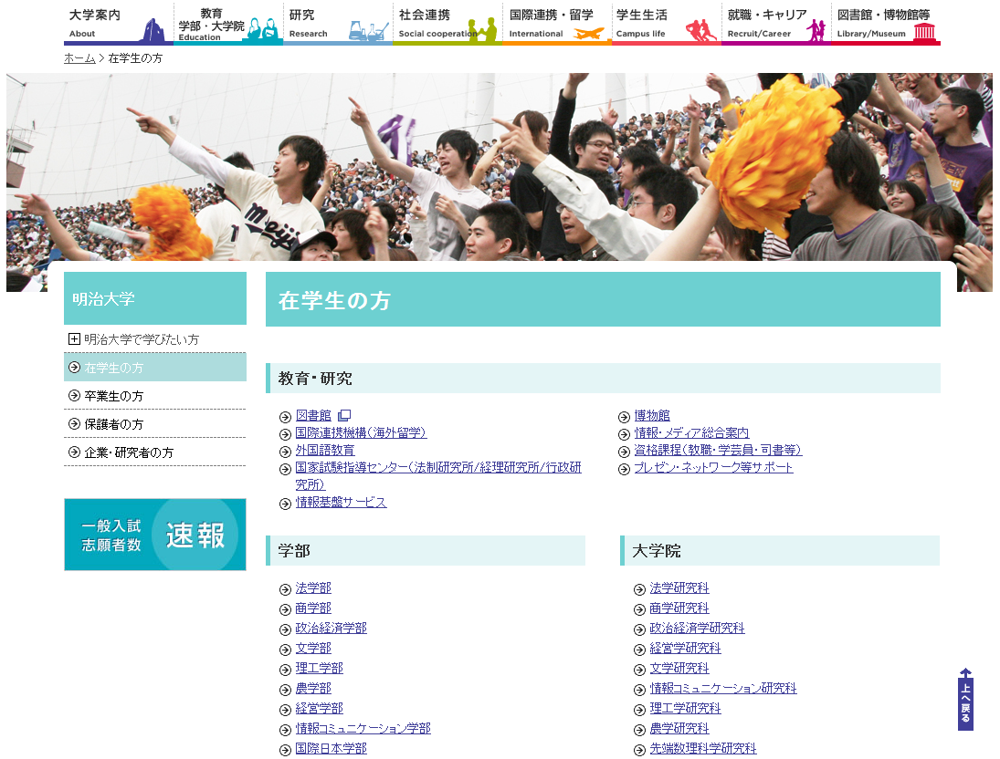 大学案内
About
教育
学部・大学院
Education
研究
Research
社会連携
Social cooperation
国際連携・留学
International
学生生活
Campus life
就職・キャリア
Recruit/Career
図書館・博物館等
Library/Museum
ホーム > 在学生の方
Meiji
明治大学
明治大学で学びたい方
在学生の方
卒業生の方
保護者の方
企業・研究者の方
一般入試
志願者数
速報
在学生の方
教育・研究
図書館
国際連携機構（海外留学）
外国語教育
国家試験指導センター（法制研究所/経理研究所/行政研
究所）
情報基盤サービス
博物館
情報・メディア総合案内
資格課程（教職・学芸員・司書等）
プレゼン・ネットワーク等サポート
学部
法学部
商学部
政治経済学部
文学部
理工学部
農学部
経営学部
情報コミュニケーション学部
国際日本学部
大学院
法学研究科
商学研究科
政治経済学研究科
経営学研究科
文学研究科
情報コミュニケーション研究科
理工学研究科
農学研究科
先端数理科学研究科
上へ戻る